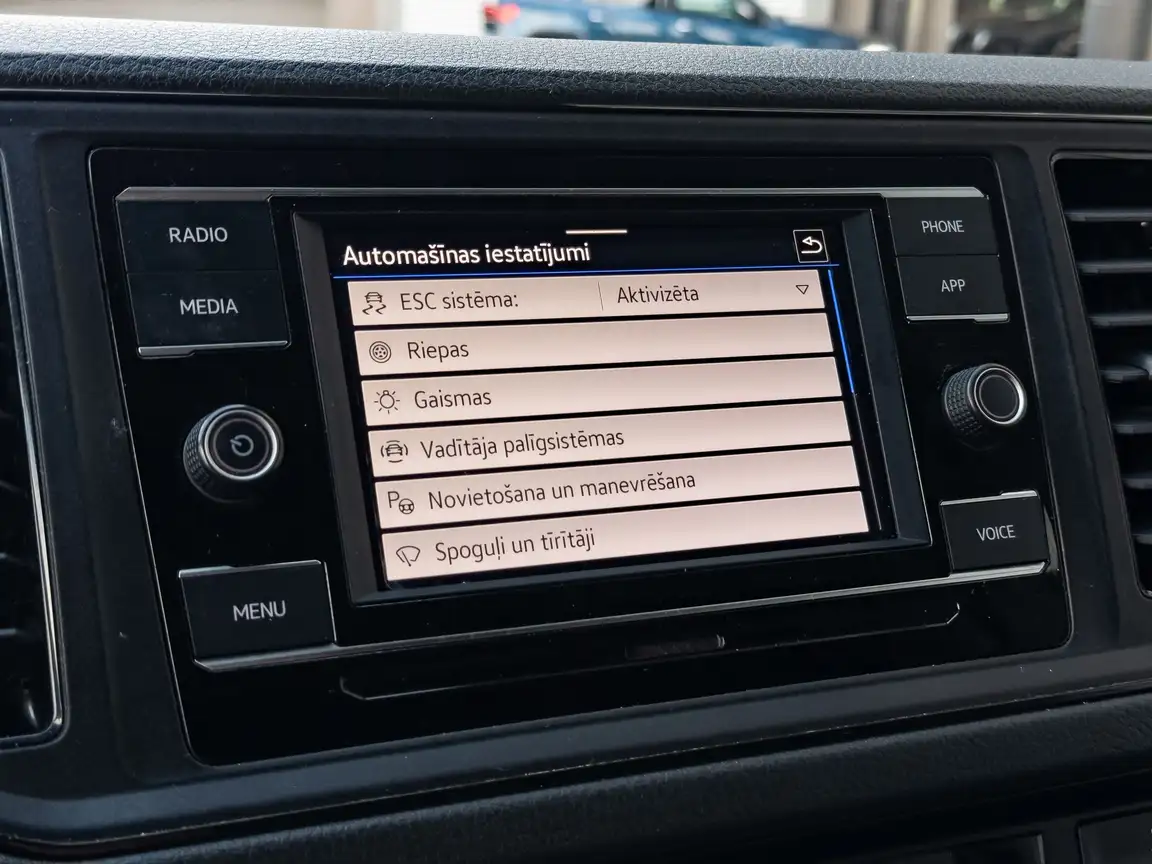 RADIO
MEDIA
MENU
Automašīnas iestatījumi
ESC sistēma: Aktivizēta
Riepas
Gaismas
Vadītāja palīgsistēmas
P Novietošana un manevrēšana
Spoguļi un tīrītāji
PHONE
APP
VOICE